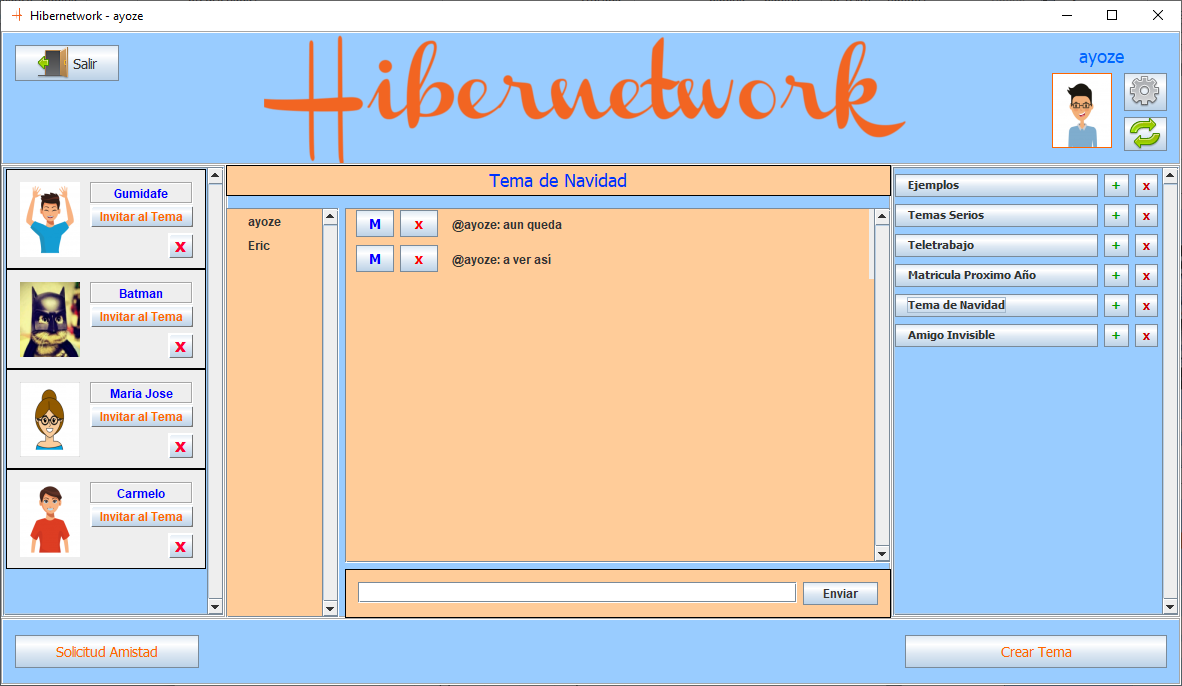 Hibernetwork - ayoze
Salir
Hibernetwork
ayoze
Gumidafe
Invitar al Tema
x
Batman
Invitar al Tema
x
Maria Jose
Invitar al Tema
x
Carmelo
Invitar al Tema
x
Tema de Navidad
ayoze
Eric
M x @ayoze: aun queda
M x @ayoze: a ver asi
Enviar
Ejemplos + x
Temas Serios + x
Teletrabajo + x
Matricula Proximo Año + x
Tema de Navidad + x
Amigo Invisible + x
Solicitud Amistad
Crear Tema